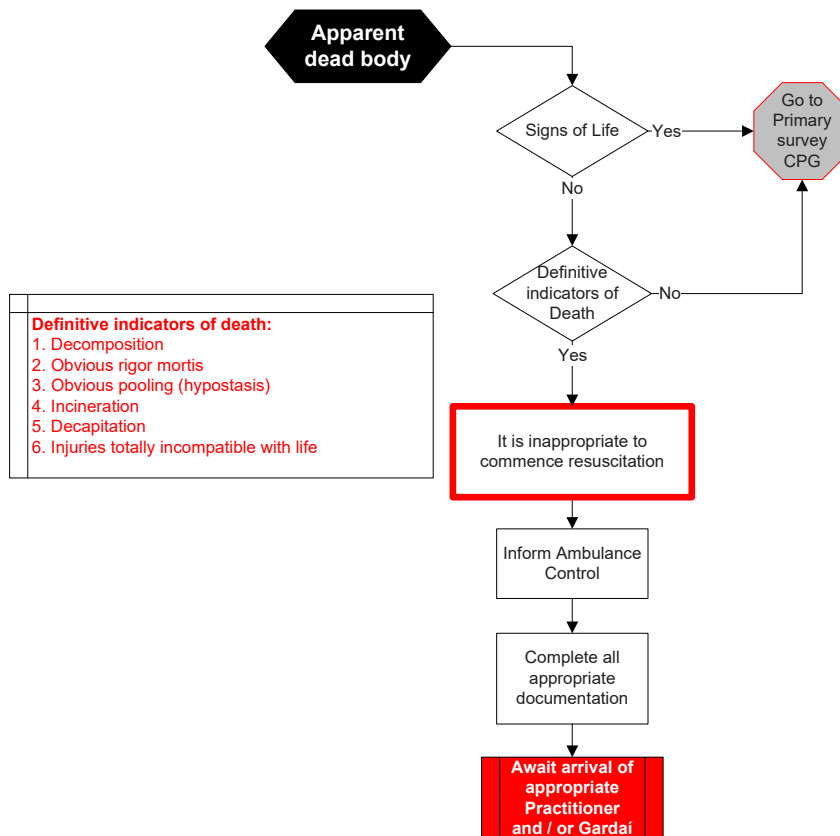 Apparent
dead body
Signs of Life
Yes
Go to
Primary
survey
CPG
No
Definitive
indicators of
Death
No
Yes
Definitive indicators of death:
1. Decomposition
2. Obvious rigor mortis
3. Obvious pooling (hypostasis)
4. Incineration
5. Decapitation
6. Injuries totally incompatible with life
It is inappropriate to
commence resuscitation
Inform Ambulance
Control
Complete all
appropriate
documentation
Await arrival of
appropriate
Practitioner
and / or Gardaí